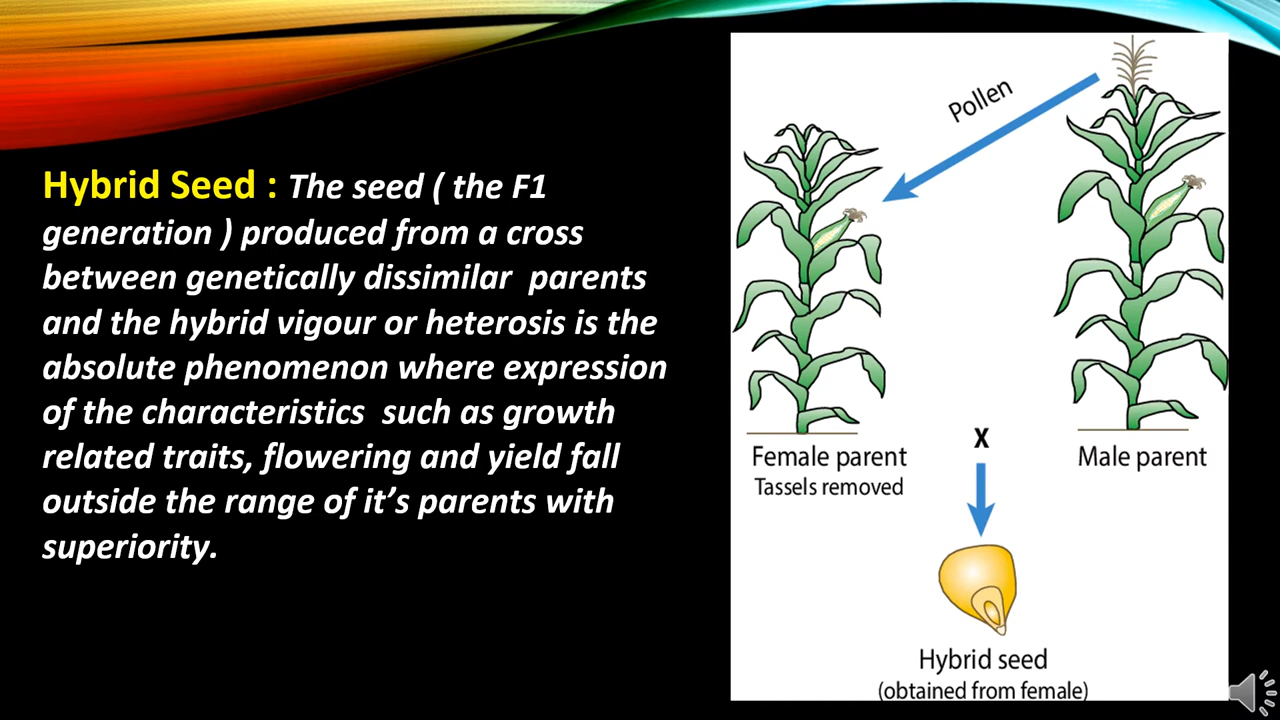 Hybrid Seed : The seed ( the F1
generation ) produced from a cross
between genetically dissimilar  parents
and the hybrid vigour or heterosis is the
absolute phenomenon where expression
of the characteristics  such as growth
related traits, flowering and yield fall
outside the range of it’s parents with
superiority.
Pollen
Female parent
Tassels removed
X
Male parent
Hybrid seed
(obtained from female)